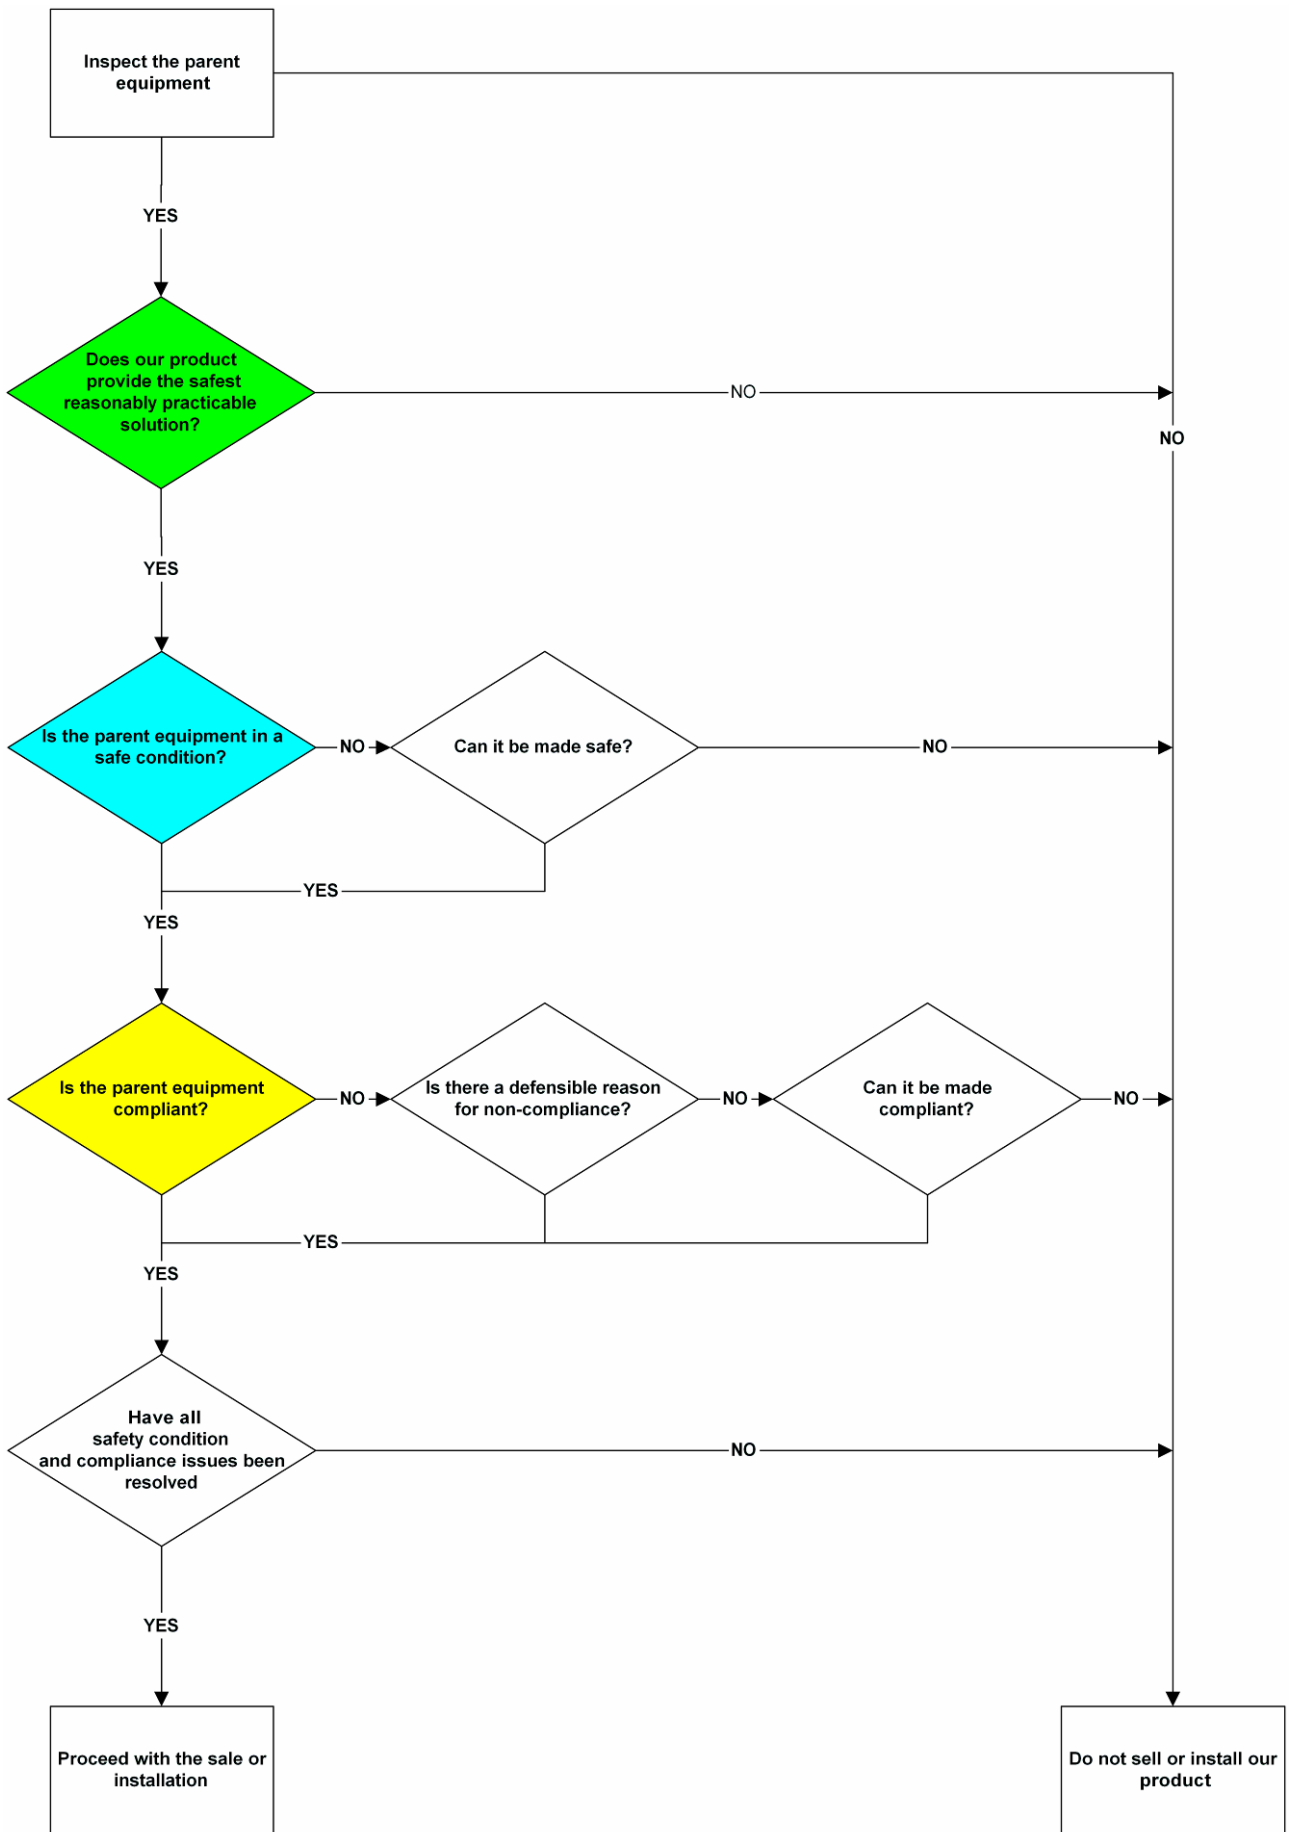 Inspect the parent
equipment
YES
Does our product
provide the safest
reasonably practicable
solution?
NO
NO
YES
Is the parent equipment in a
safe condition?
NO
Can it be made safe?
NO
YES
YES
Is the parent equipment
compliant?
NO
Is there a defensible reason
for non-compliance?
NO
Can it be made
compliant?
NO
YES
YES
Have all
safety condition
and compliance issues been
resolved
NO
YES
Proceed with the sale or
installation
Do not sell or install our
product